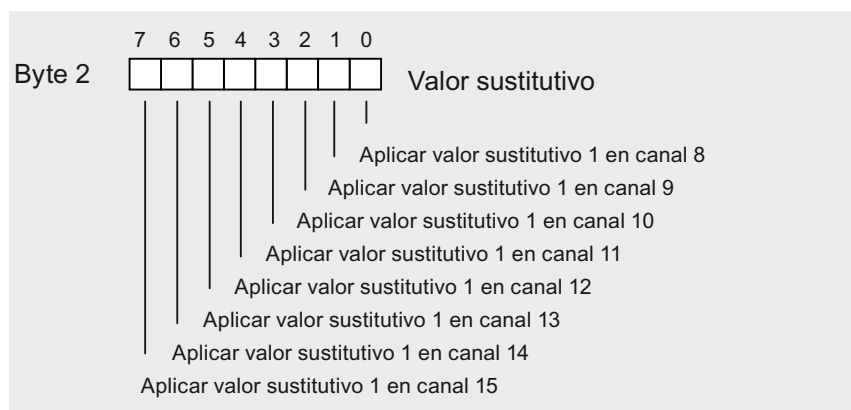 7 6 5 4 3 2 1 0
Byte 2 Valor sustitutivo
Aplicar valor sustitutivo 1 en canal 8
Aplicar valor sustitutivo 1 en canal 9
Aplicar valor sustitutivo 1 en canal 10
Aplicar valor sustitutivo 1 en canal 11
Aplicar valor sustitutivo 1 en canal 12
Aplicar valor sustitutivo 1 en canal 13
Aplicar valor sustitutivo 1 en canal 14
Aplicar valor sustitutivo 1 en canal 15